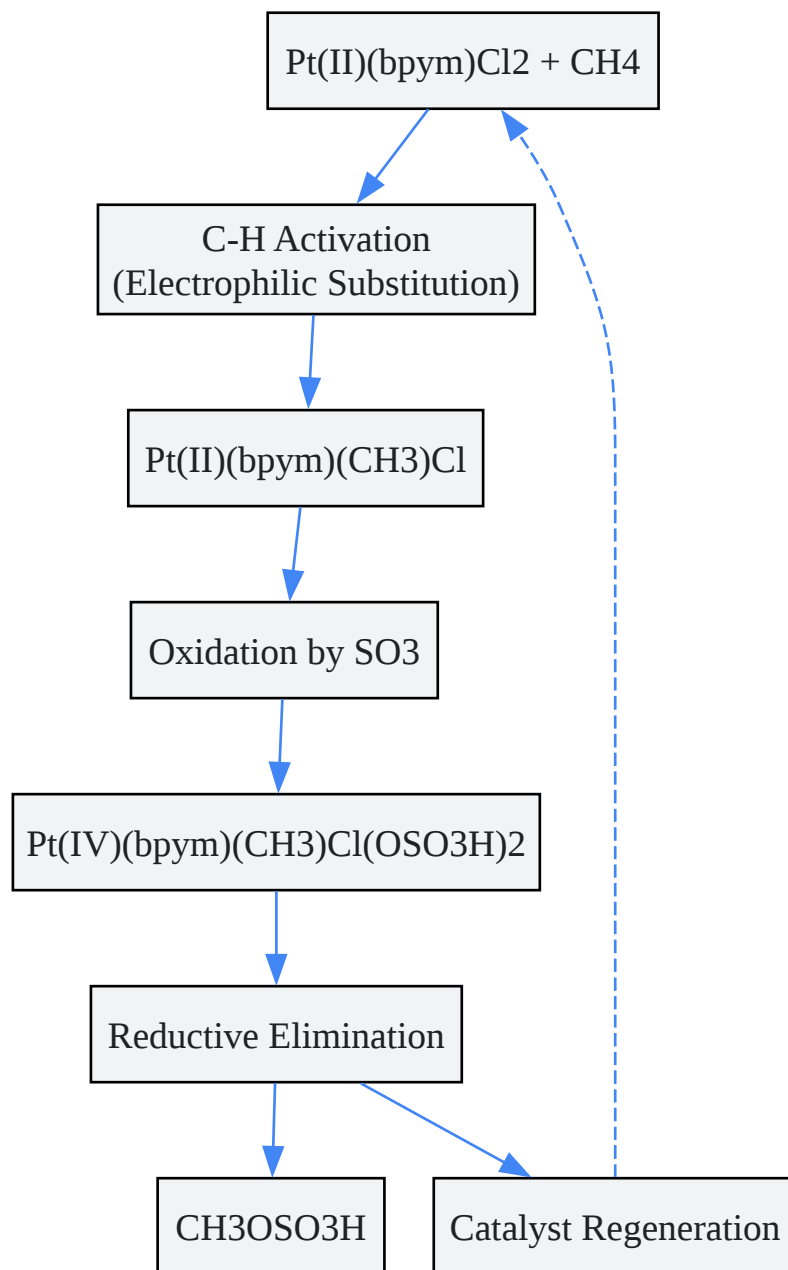 Pt(II)(bpym)Cl2 + CH4
C-H Activation
(Electrophilic Substitution)
Pt(II)(bpym)(CH3)Cl
Oxidation by SO3
Pt(IV)(bpym)(CH3)Cl(OSO3H)2
Reductive Elimination
CH3OSO3H
Catalyst Regeneration